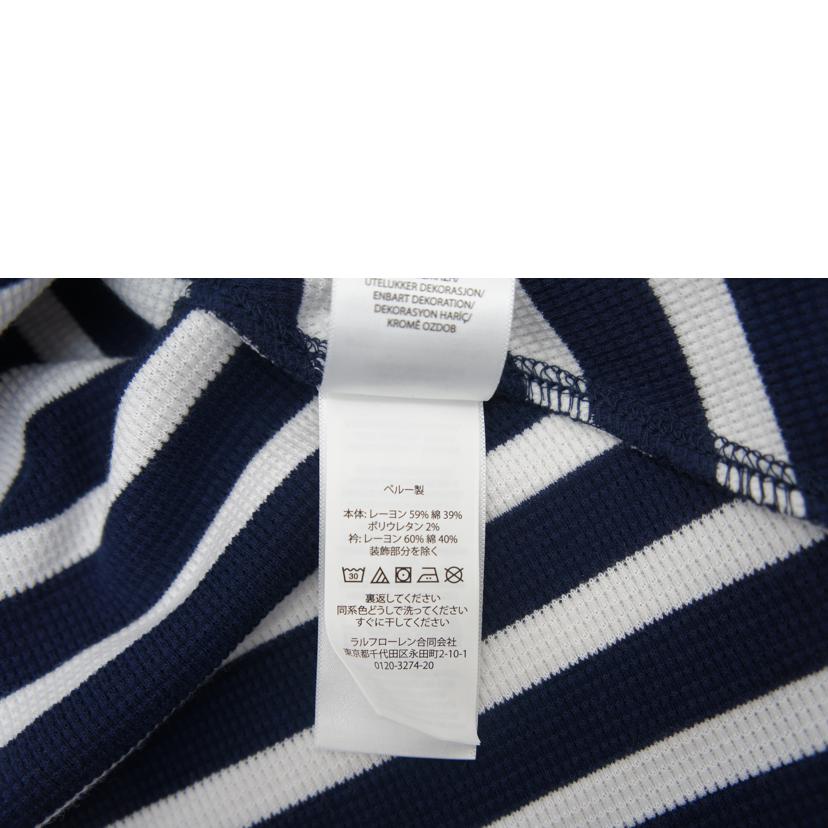 UTELUKKER DEKORASJON/
ENBART DEKORATION/
DEKORASYON HARİÇ/
KROMĚ OZDOB
ペルー製
本体: レーヨン 59% 綿 39%
ポリウレタン 2%
衿: レーヨン 60% 綿 40%
装飾部分を除く
30
裏返してください
同系色どうしで洗ってください
すぐに干してください
ラルフローレン合同会社
東京都千代田区永田町2-10-1
0120-3274-20